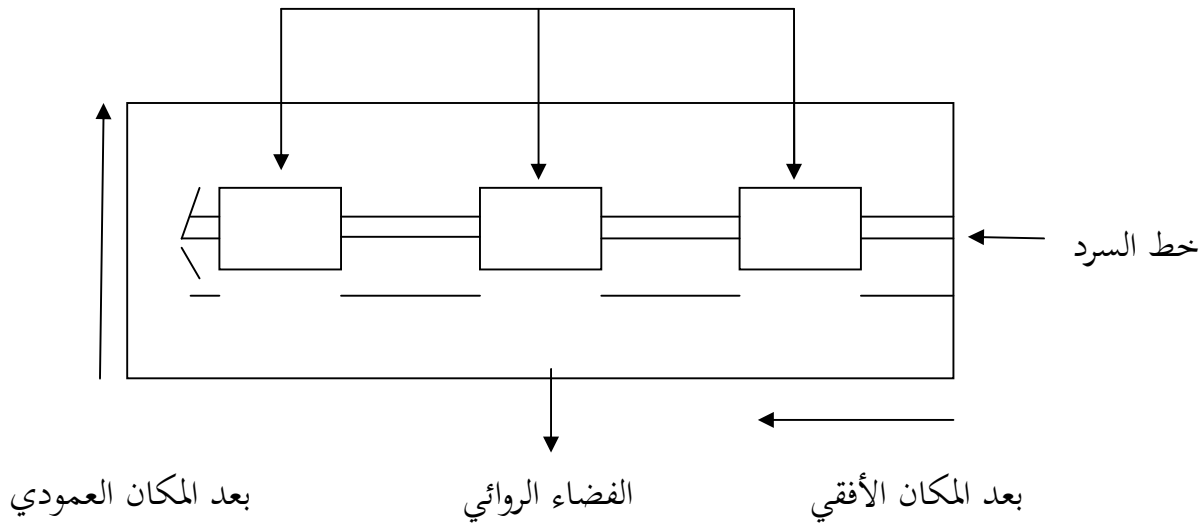 خط السرد
بعد المكان الأفقي
الفضاء الروائي
بعد المكان العمودي